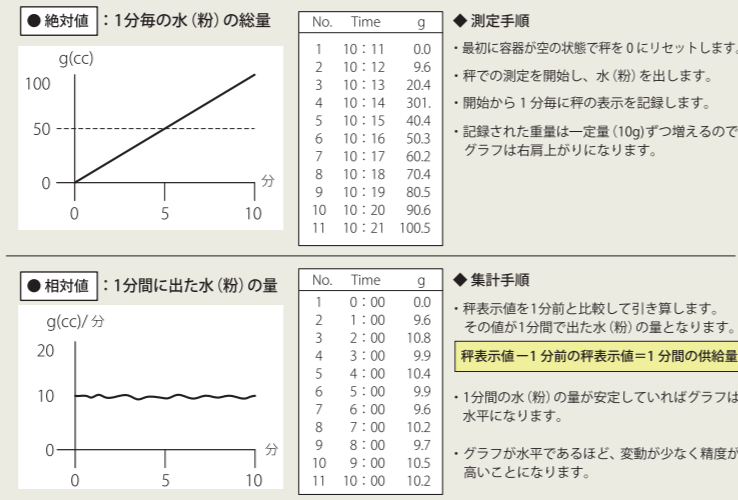 ● 絶対値 ：1分毎の水（粉）の総量
g(cc)
100
50
0
分
0 5 10
No. Time g
1 10：11 0.0
2 10：12 9.6
3 10：13 20.4
4 10：14 301.
5 10：15 40.4
6 10：16 50.3
7 10：17 60.2
8 10：18 70.4
9 10：19 80.5
10 10：20 90.6
11 10：21 100.5
◆ 測定手順
・最初に容器が空の状態で秤を０にリセットします。
・秤での測定を開始し、水（粉）を出します。
・開始から１分毎に秤の表示を記録します。
・記録された重量は一定量（10g)ずつ増えるので
グラフは右肩上がりになります。
● 相対値 ：1分間に出た水（粉）の量
g(cc)/ 分
20
10
0
分
0 5 10
No. Time g
1 0：00 0.0
2 1：00 9.6
3 2：00 10.8
4 3：00 9.9
5 4：00 10.4
6 5：00 9.9
7 6：00 9.6
8 7：00 10.2
9 8：00 9.7
10 9：00 10.5
11 10：00 10.2
◆ 集計手順
・秤表示値を1分前と比較して引き算します。
その値が1分間で出た水（粉）の量となります。
秤表示値ー1 分前の秤表示値＝1 分間の供給量
・1分間の水（粉）の量が安定していればグラフは
水平になります。
・グラフが水平であるほど、変動が少なく精度が
高いことになります。